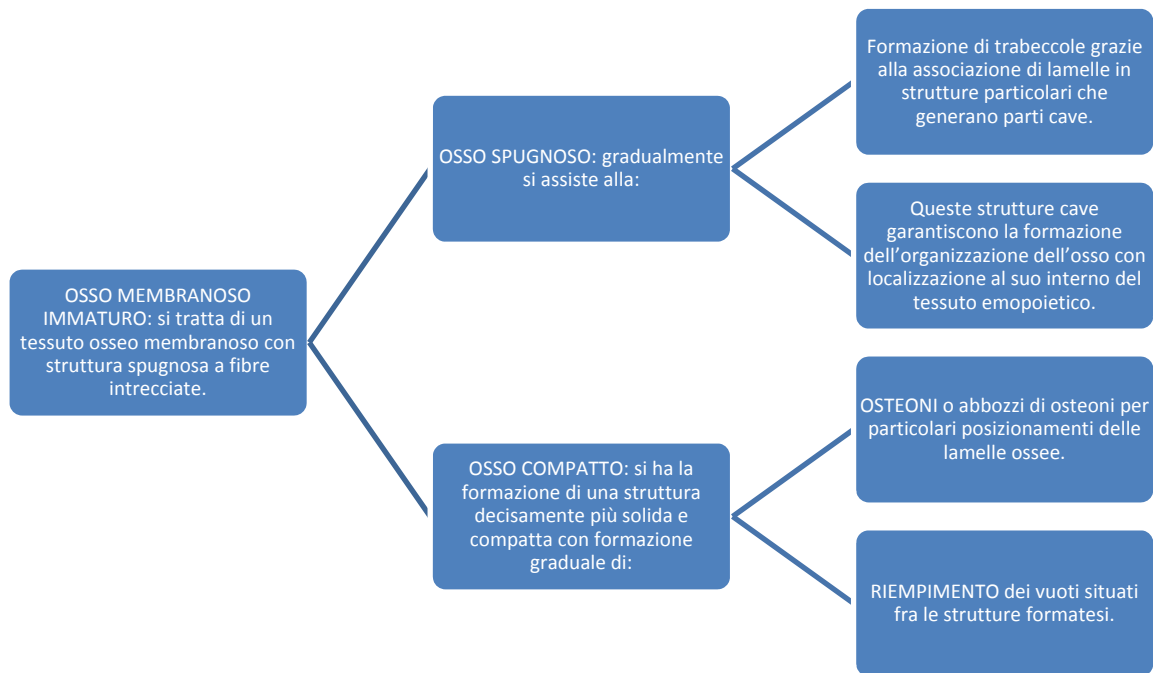 OSSO MEMBRANOSO
IMMATURO: si tratta di un
tessuto osseo membranoso con
struttura spugnosa a fibre
intrecciate.
OSSO SPUGNOSO: gradualmente
si assiste alla:
Formazione di trabeccole grazie
alla associazione di lamelle in
strutture particolari che
generano parti cave.
Queste strutture cave
garantiscono la formazione
dell’organizzazione dell’osso con
localizzazione al suo interno del
tessuto emopoietico.
OSSO COMPATTO: si ha la
formazione di una struttura
decisamente più solida e
compatta con formazione
graduale di:
OSTEONI o abbozzi di osteoni per
particolari posizionamenti delle
lamelle ossee.
RIEMPIMENTO dei vuoti situati
fra le strutture formatesi.